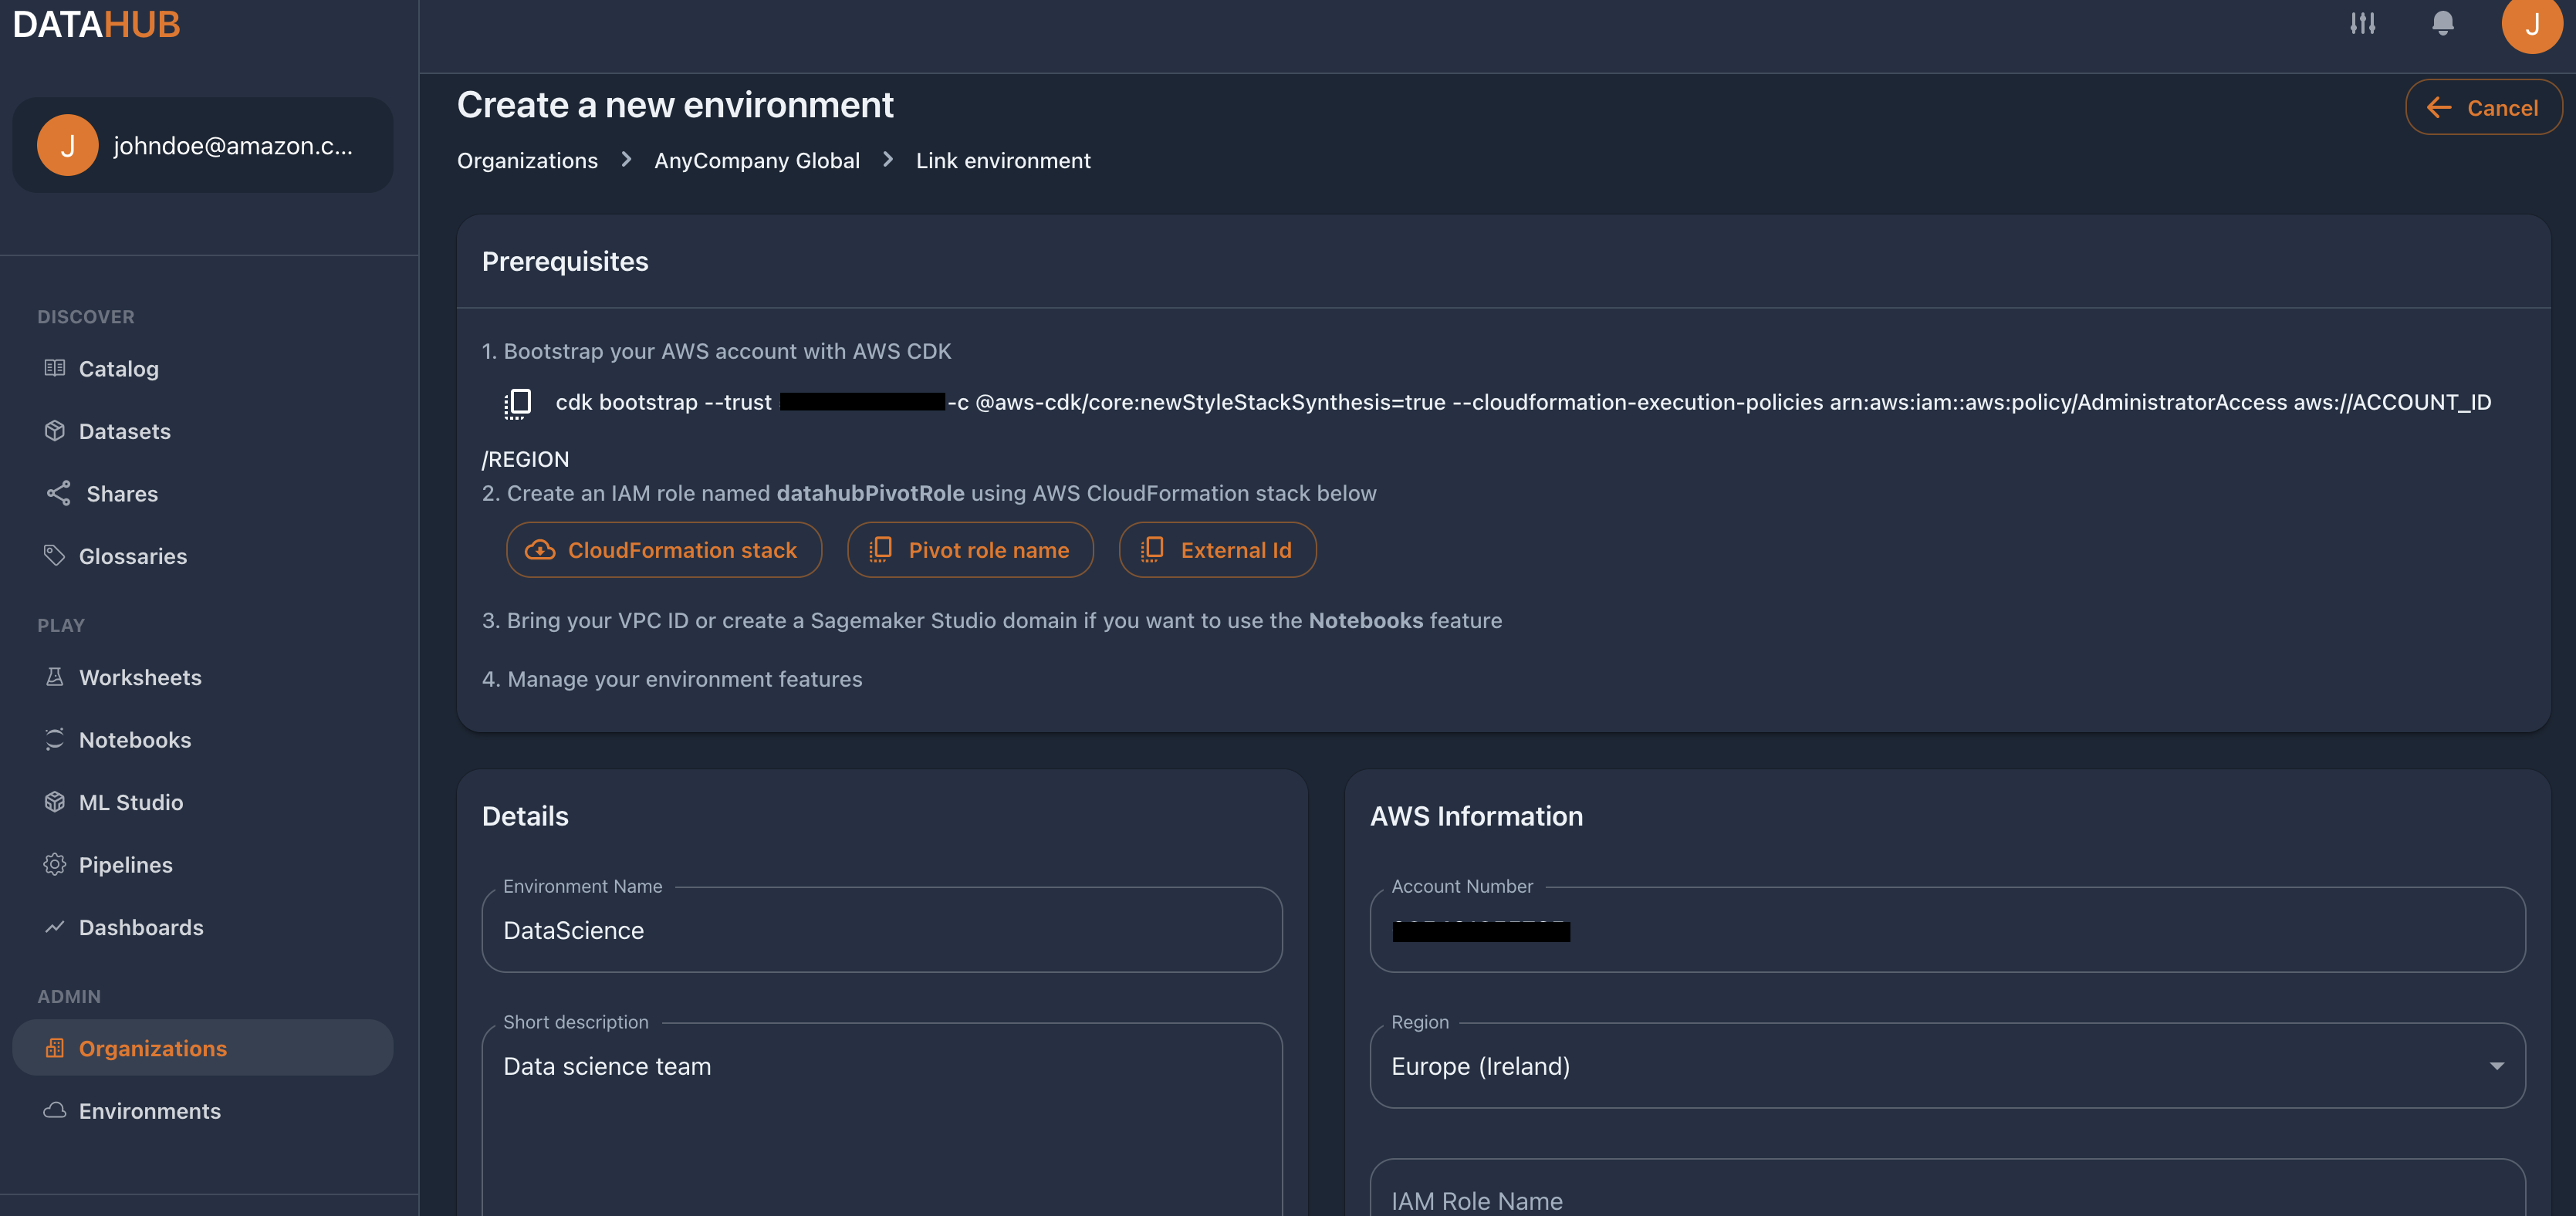 DATAHUB
J
J
johndoe@amazon.c...
DISCOVER
Catalog
Datasets
Shares
Glossaries
PLAY
Worksheets
Notebooks
ML Studio
Pipelines
Dashboards
ADMIN
Organizations
Environments
Create a new environment
Cancel
Organizations > AnyCompany Global > Link environment
Prerequisites
1. Bootstrap your AWS account with AWS CDK
cdk bootstrap --trust -c @aws-cdk/core:newStyleStackSynthesis=true --cloudformation-execution-policies arn:aws:iam::aws:policy/AdministratorAccess aws://ACCOUNT_ID
/REGION
2. Create an IAM role named datahubPivotRole using AWS CloudFormation stack below
CloudFormation stack
Pivot role name
External Id
3. Bring your VPC ID or create a Sagemaker Studio domain if you want to use the Notebooks feature
4. Manage your environment features
Details
Environment Name
DataScience
Short description
Data science team
AWS Information
Account Number
Region
Europe (Ireland)
IAM Role Name